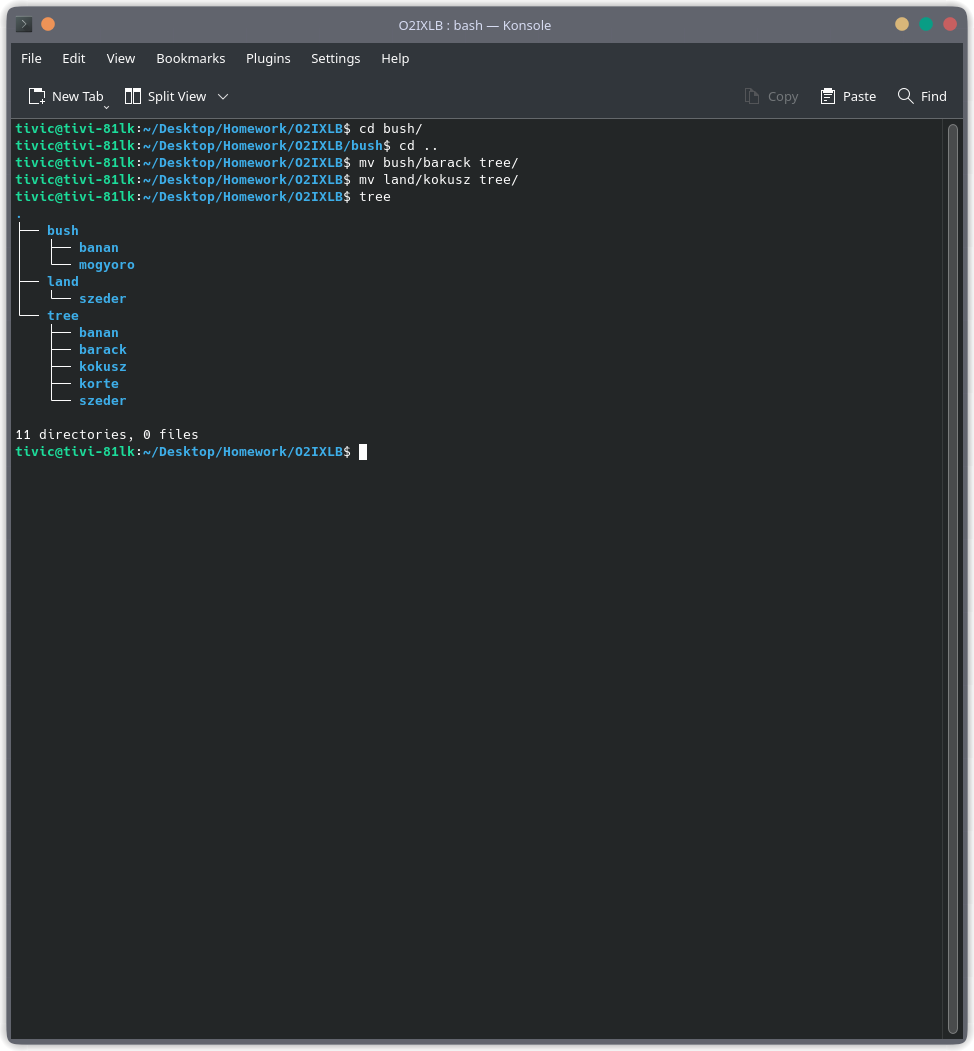 O2IXLB : bash — Konsole
File Edit View Bookmarks Plugins Settings Help
New Tab Split View Copy Paste Find
tivic@tivi-81lk:~/Desktop/Homework/O2IXLB$ cd bush/
tivic@tivi-81lk:~/Desktop/Homework/O2IXLB/bush$ cd ..
tivic@tivi-81lk:~/Desktop/Homework/O2IXLB$ mv bush/barack tree/
tivic@tivi-81lk:~/Desktop/Homework/O2IXLB$ mv land/kokusz tree/
tivic@tivi-81lk:~/Desktop/Homework/O2IXLB$ tree
.
├── bush
│   ├── banan
│   └── mogyoro
├── land
│   └── szeder
└── tree
    ├── banan
    ├── barack
    ├── kokusz
    ├── korte
    └── szeder
11 directories, 0 files
tivic@tivi-81lk:~/Desktop/Homework/O2IXLB$